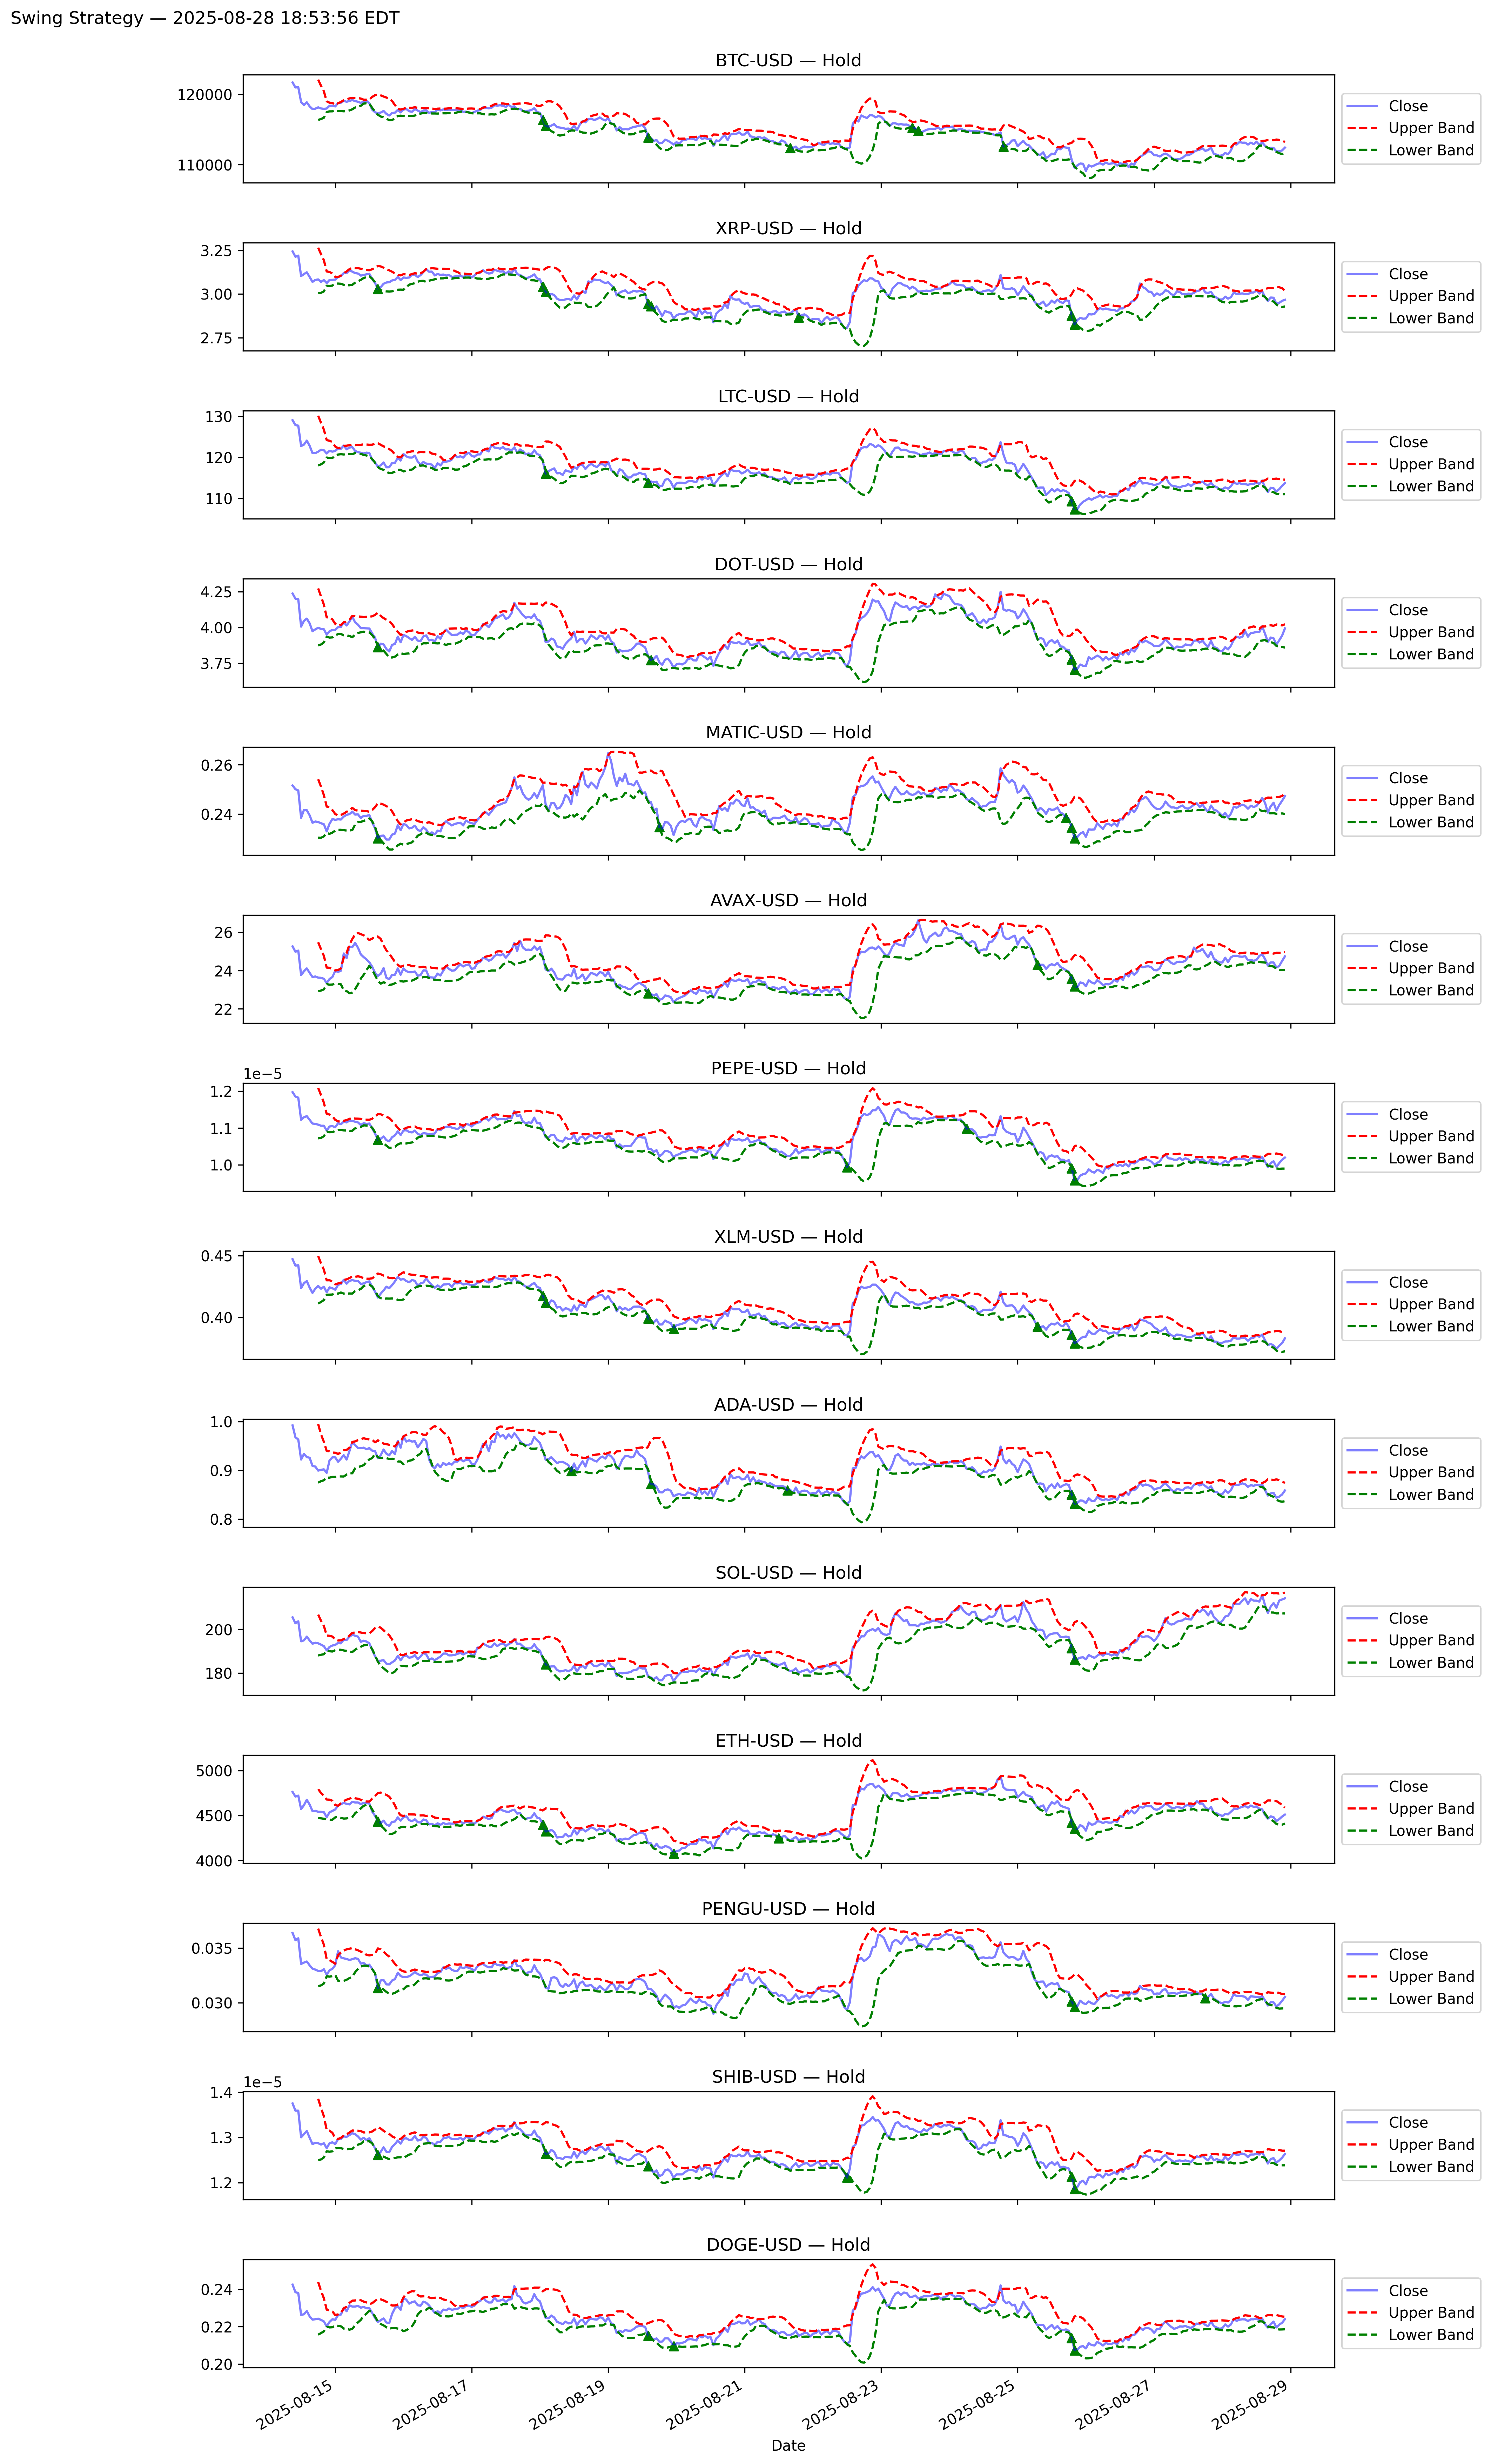 Swing Strategy — 2025-08-28 18:53:56 EDT
BTC-USD — Hold
120000
110000
Close
Upper Band
Lower Band
XRP-USD — Hold
3.25
3.00
2.75
Close
Upper Band
Lower Band
LTC-USD — Hold
130
120
110
Close
Upper Band
Lower Band
DOT-USD — Hold
4.25
4.00
3.75
Close
Upper Band
Lower Band
MATIC-USD — Hold
0.26
0.24
Close
Upper Band
Lower Band
AVAX-USD — Hold
26
24
22
Close
Upper Band
Lower Band
PEPE-USD — Hold
1e−5
1.2
1.1
1.0
Close
Upper Band
Lower Band
XLM-USD — Hold
0.45
0.40
Close
Upper Band
Lower Band
ADA-USD — Hold
1.0
0.9
0.8
Close
Upper Band
Lower Band
SOL-USD — Hold
200
180
Close
Upper Band
Lower Band
ETH-USD — Hold
5000
4500
4000
Close
Upper Band
Lower Band
PENGU-USD — Hold
0.035
0.030
Close
Upper Band
Lower Band
SHIB-USD — Hold
1e−5
1.4
1.3
1.2
Close
Upper Band
Lower Band
DOGE-USD — Hold
0.24
0.22
0.20
Close
Upper Band
Lower Band
2025-08-15
2025-08-17
2025-08-19
2025-08-21
2025-08-23
2025-08-25
2025-08-27
2025-08-29
Date